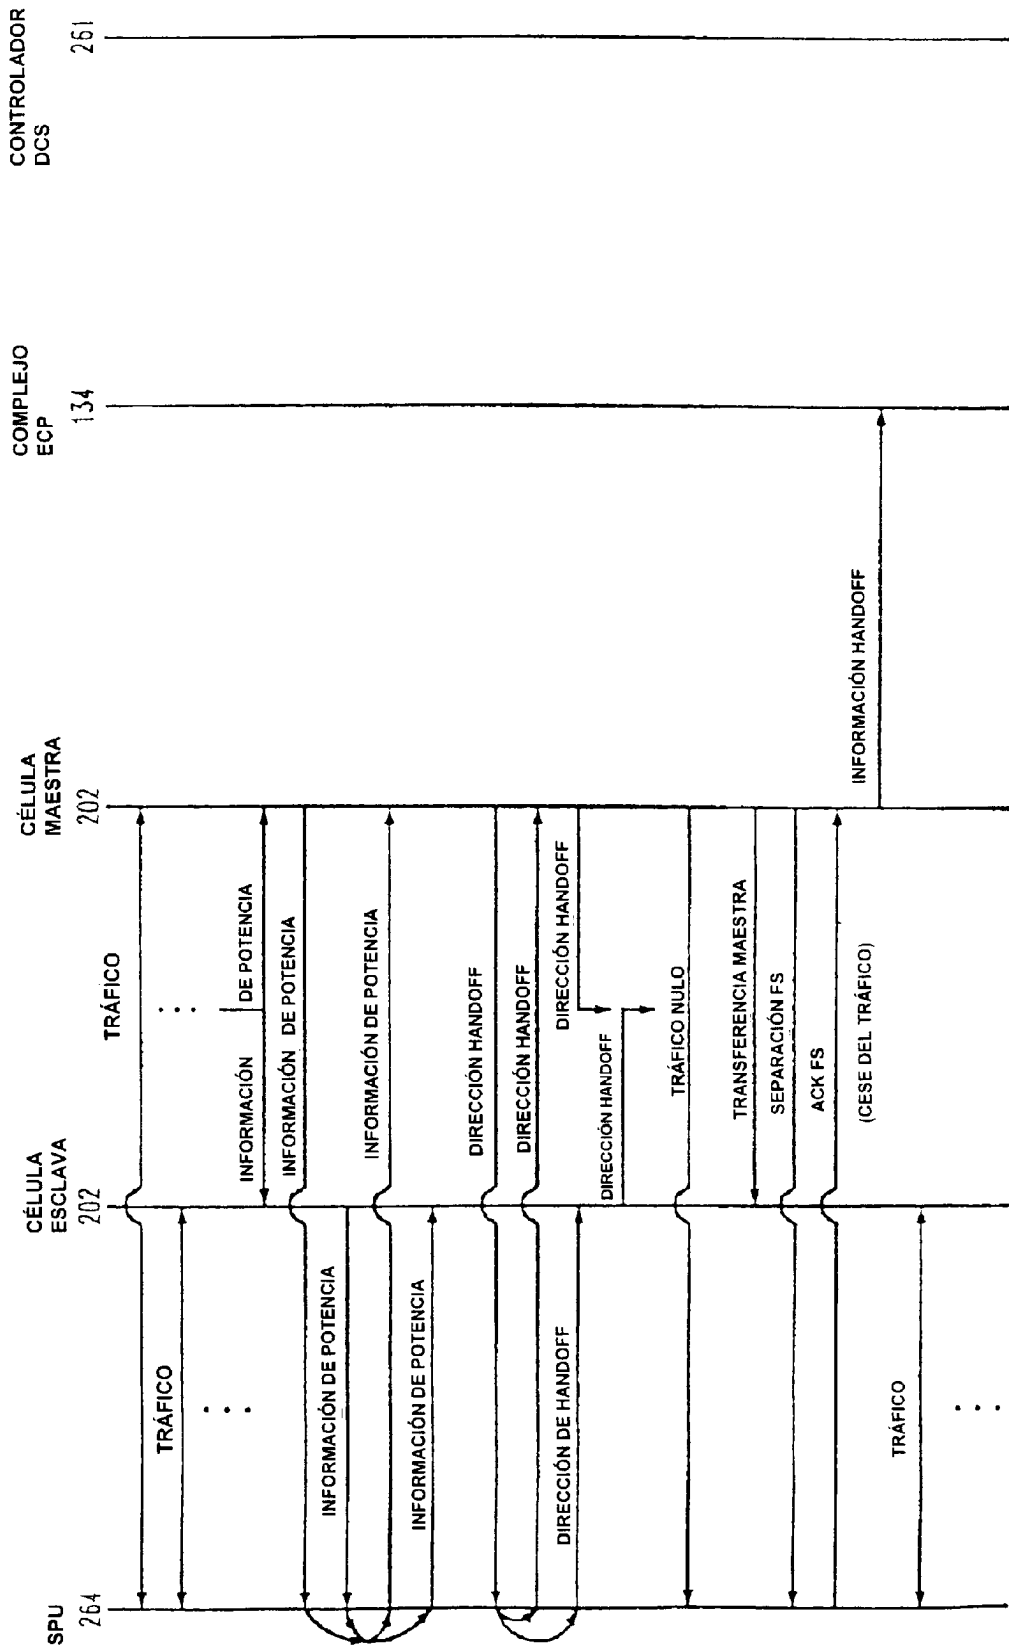 SPU
264
CÉLULA
ESCLAVA
202
CÉLULA
MAESTRA
202
COMPLEJO
ECP
134
CONTROLADOR
DCS
261
TRÁFICO
TRÁFICO
. . .
. . .
INFORMACIÓN
DE POTENCIA
INFORMACIÓN DE POTENCIA
INFORMACIÓN DE POTENCIA
INFORMACIÓN DE POTENCIA
INFORMACIÓN DE POTENCIA
DIRECCIÓN HANDOFF
DIRECCIÓN HANDOFF
DIRECCIÓN DE HANDOFF
DIRECCIÓN HANDOFF
DIRECCIÓN HANDOFF
TRÁFICO NULO
TRANSFERENCIA MAESTRA
SEPARACIÓN FS
ACK FS
(CESE DEL TRÁFICO)
INFORMACIÓN HANDOFF
TRÁFICO
. . .